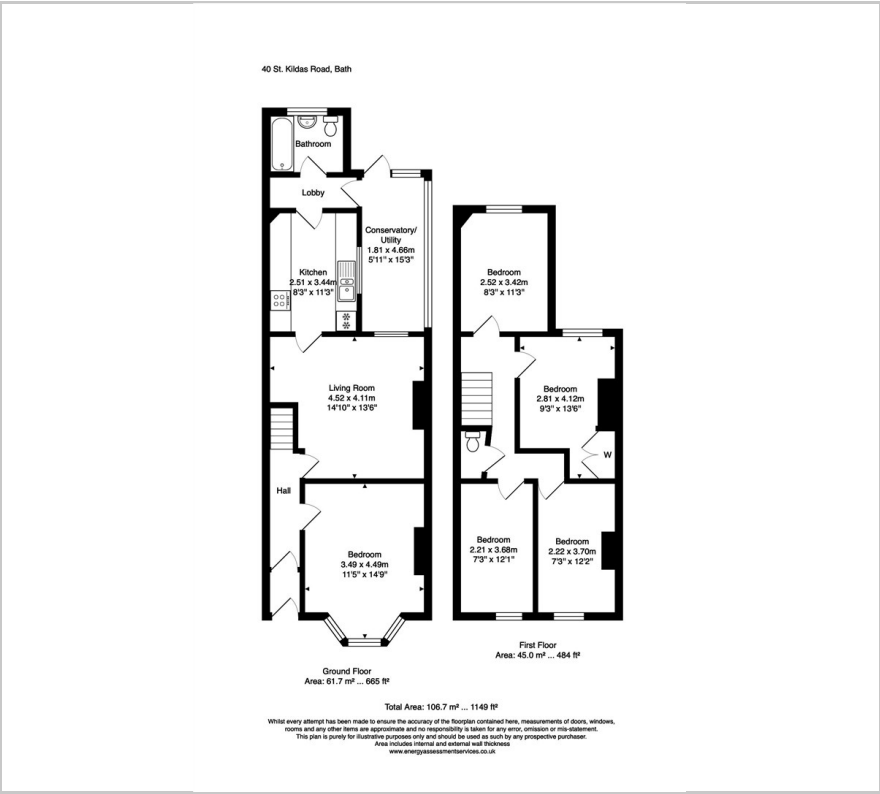 40 St. Kildas Road, Bath
Bathroom
Lobby
Conservatory/
Utility
1.81 x 4.66m
5'11'' x 15'3''
Kitchen
2.51 x 3.44m
8'3'' x 11'3''
Living Room
4.52 x 4.11m
14'10'' x 13'6''
Hall
Bedroom
3.49 x 4.49m
11'5'' x 14'9''
Ground Floor
Area: 61.7 m² ... 665 ft²
Bedroom
2.52 x 3.42m
8'3'' x 11'3''
Bedroom
2.81 x 4.12m
9'3'' x 13'6''
W
Bedroom
2.21 x 3.68m
7'3'' x 12'1''
Bedroom
2.22 x 3.70m
7'3'' x 12'2''
First Floor
Area: 45.0 m² ... 484 ft²
Total Area: 106.7 m² ... 1149 ft²
Whilst every attempt has been made to ensure the accuracy of the floorplan contained here, measurements of doors, windows,
rooms and any other items are approximate and no responsibility is taken for any error, omission or mis-statement.
This plan is purely for illustrative purposes only and should be used as such by any prospective purchaser.
Area includes internal and external wall thickness
www.energyassessmentservices.co.uk